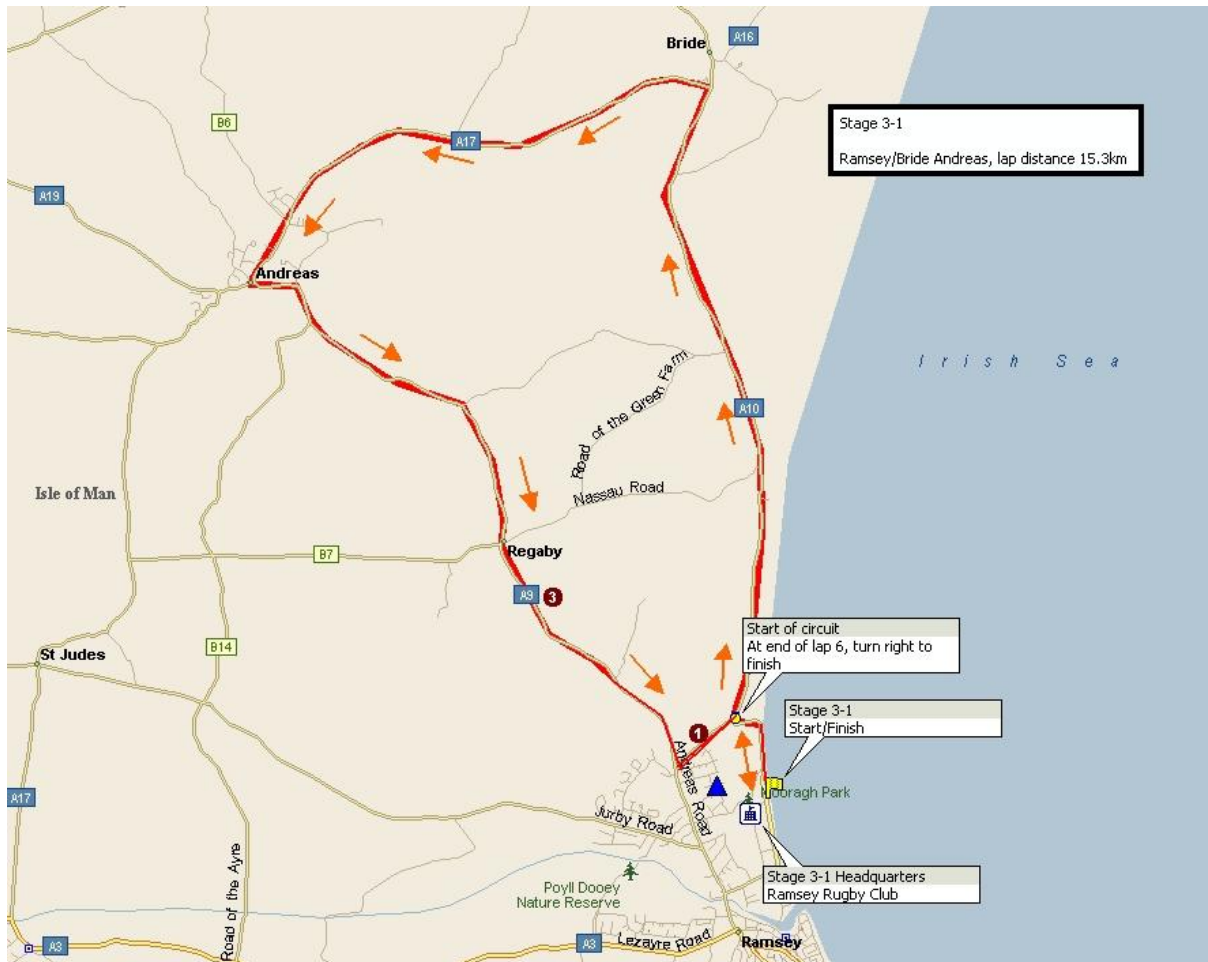 Bride
A16
Stage 3-1
Ramsey/Bride Andreas, lap distance 15.3km
B6
A17
A19
Andreas
Irish Sea
Road of the Green Farm
A10
Isle of Man
Nassau Road
Regaby
B7
A9
3
Start of circuit
At end of lap 6, turn right to
finish
B14
St Judes
Stage 3-1
Start/Finish
1
Andreas Road
Mooragh Park
A17
Jurby Road
Stage 3-1 Headquarters
Ramsey Rugby Club
Poyll Dooey
Nature Reserve
Road of the Ayre
Lezayre Road
Ramsey
A3
A3